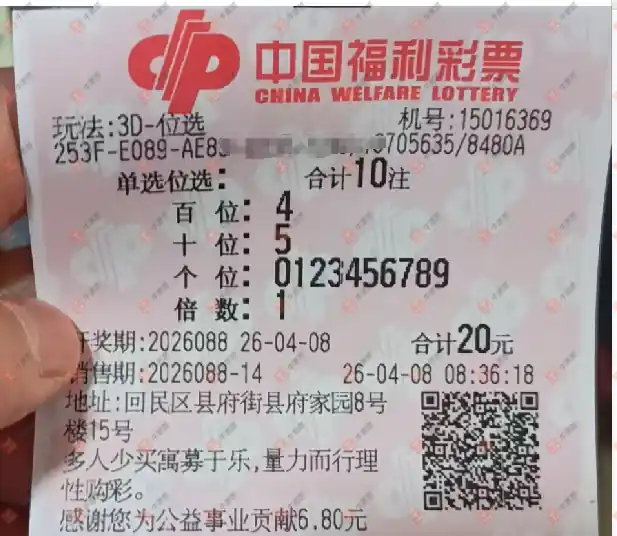 中国福利彩票
CHINA WELFARE LOTTERY
玩法:3D-位选 机号:15016369
253F-E089-AE83 0705635/8480A
单选位选: 合计10注
百位: 4
十位: 5
个位: 0123456789
倍数: 1
开奖期:2026088 26-04-08 合计20元
销售期:2026088-14 26-04-08 08:36:18
地址:回民区县府街县府家园8号
楼15号
多人少买寓募于乐,量力而行理
性购彩。
感谢您为公益事业贡献6.80元